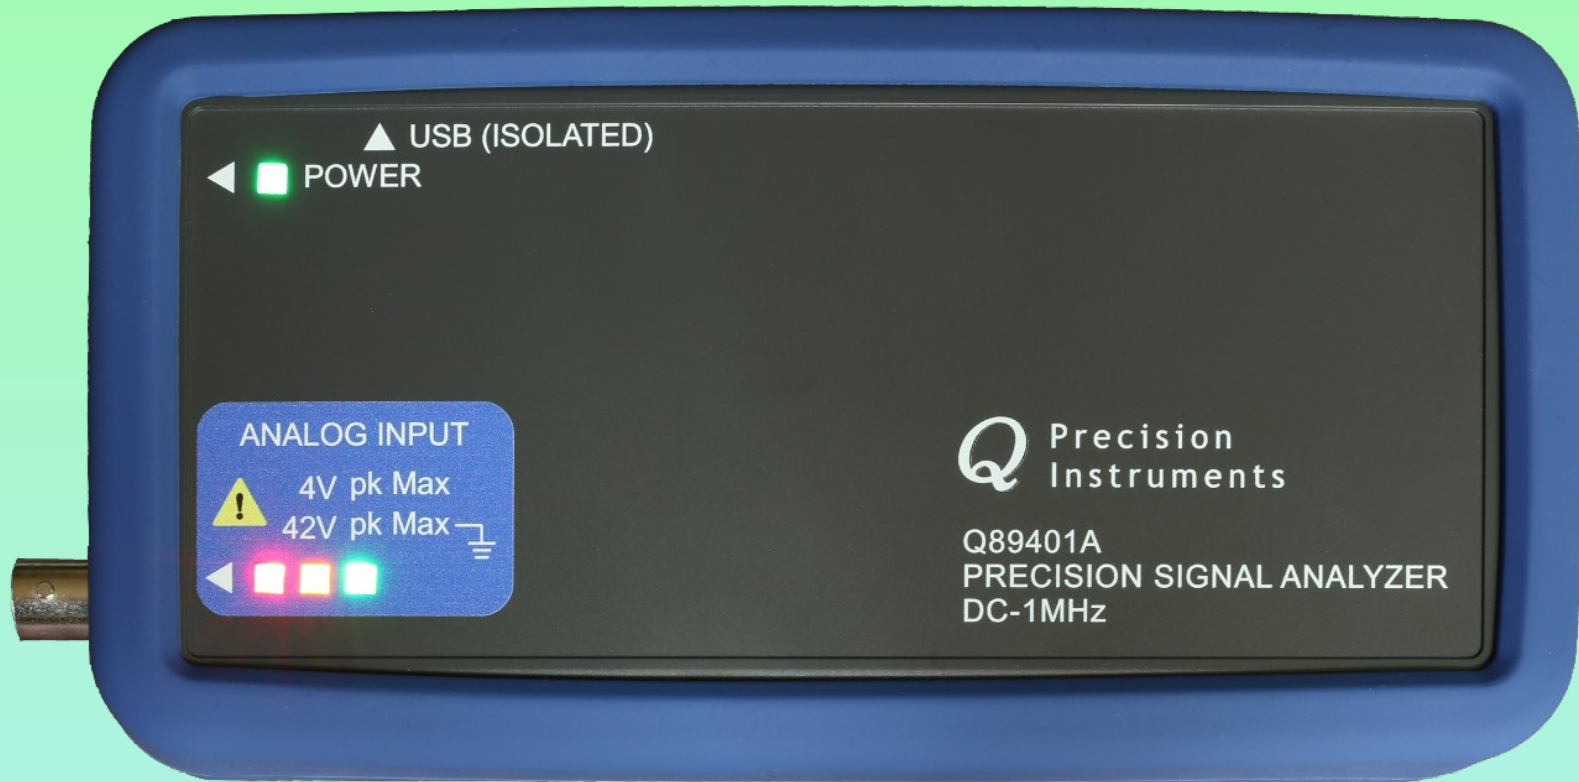 USB (ISOLATED)
POWER
ANALOG INPUT
4V pk Max
42V pk Max
Q Precision
Instruments
Q89401A
PRECISION SIGNAL ANALYZER
DC-1MHz